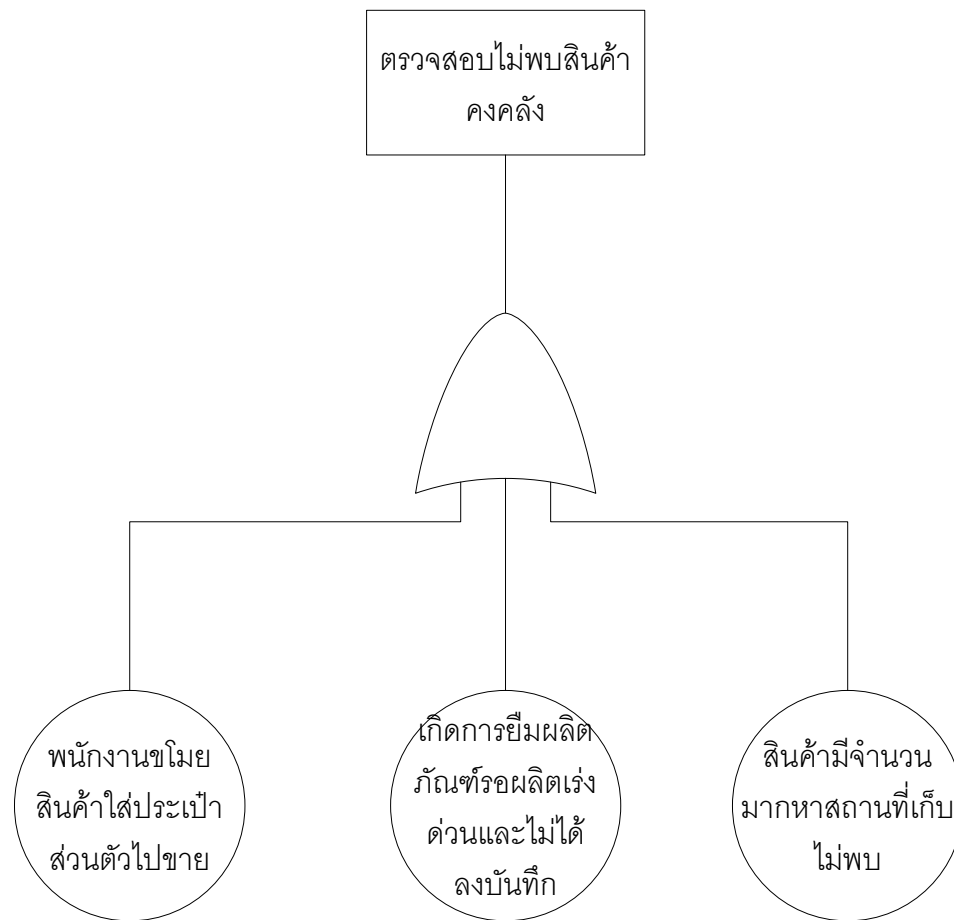 ตรวจสอบไม่พบสินค้า
คงคลัง
พนักงานขโมย
สินค้าใส่ประเป๋า
ส่วนตัวไปขาย
เกิดการยืมผลิต
ภัณฑ์รอผลิตเร่ง
ด่วนและไม่ได้
ลงบันทึก
สินค้ามีจำนวน
มากหาสถานที่เก็บ
ไม่พบ